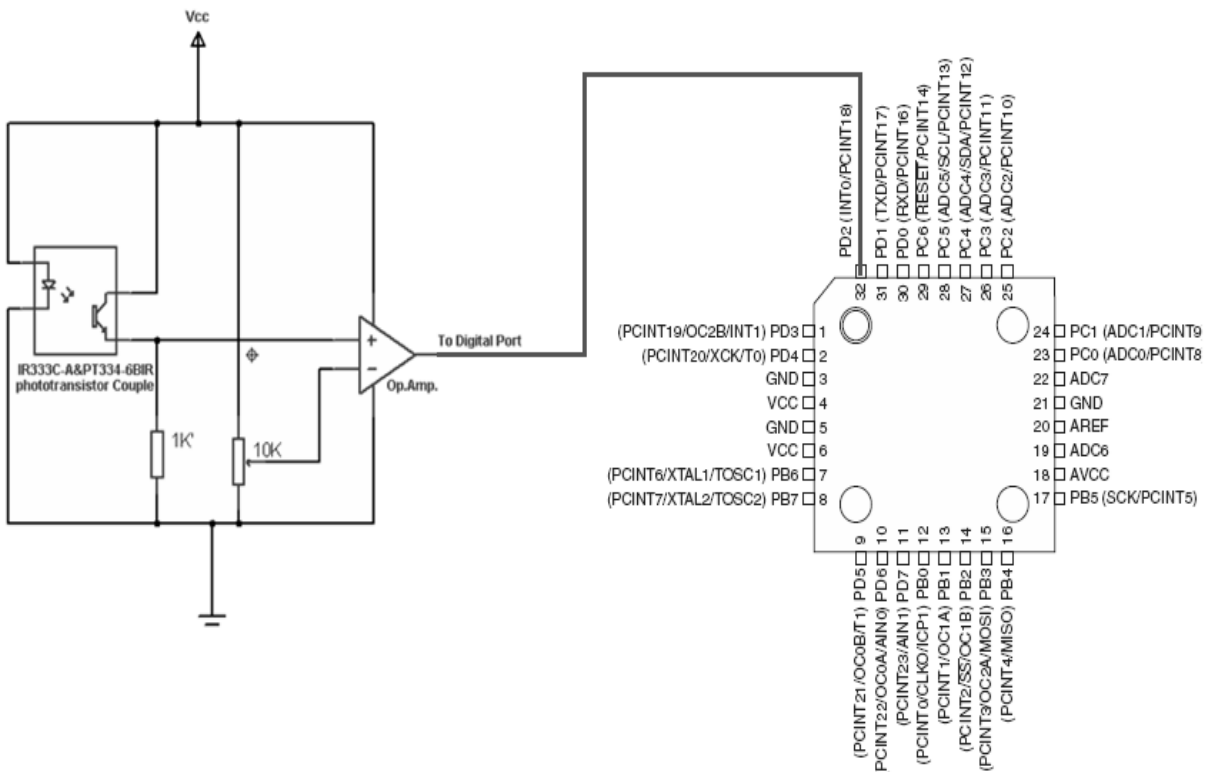 Vcc
IR333C-A&PT334-6BIR
phototransistor Couple
1K'
10K
+
−
Op.Amp.
To Digital Port
PD2 (INT0/PCINT18)
PD1 (TXD/PCINT17)
PD0 (RXD/PCINT16)
PC6 (RESET/PCINT14)
PC5 (ADC5/SCL/PCINT13)
PC4 (ADC4/SDA/PCINT12)
PC3 (ADC3/PCINT11)
PC2 (ADC2/PCINT10)
32
31
30
29
28
27
26
25
(PCINT19/OC2B/INT1) PD3 1
(PCINT20/XCK/T0) PD4 2
GND 3
VCC 4
GND 5
VCC 6
(PCINT6/XTAL1/TOSC1) PB6 7
(PCINT7/XTAL2/TOSC2) PB7 8
24 PC1 (ADC1/PCINT9
23 PC0 (ADC0/PCINT8
22 ADC7
21 GND
20 AREF
19 ADC6
18 AVCC
17 PB5 (SCK/PCINT5)
9
10
11
12
13
14
15
16
(PCINT21/OC0B/T1) PD5
PCINT22/OC0A/AIN0) PD6
(PCINT23/AIN1) PD7
(PCINT0/CLKO/ICP1) PB0
(PCINT1/OC1A) PB1
(PCINT2/SS/OC1B) PB2
(PCINT3/OC2A/MOSI) PB3
(PCINT4/MISO) PB4